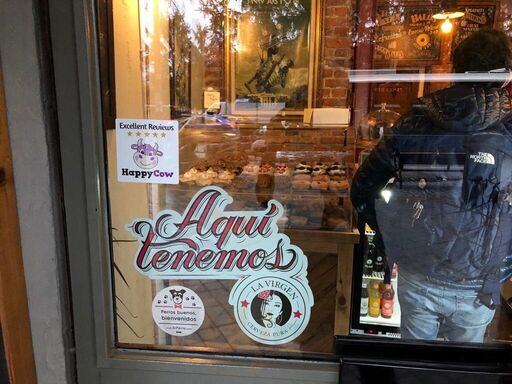 Excellent Reviews
HappyCow
Aquí
tenemos
LA VIRGEN
CERVEZA PURA
Perros buenos,
bienvenidos
THE
NORTH
FACE